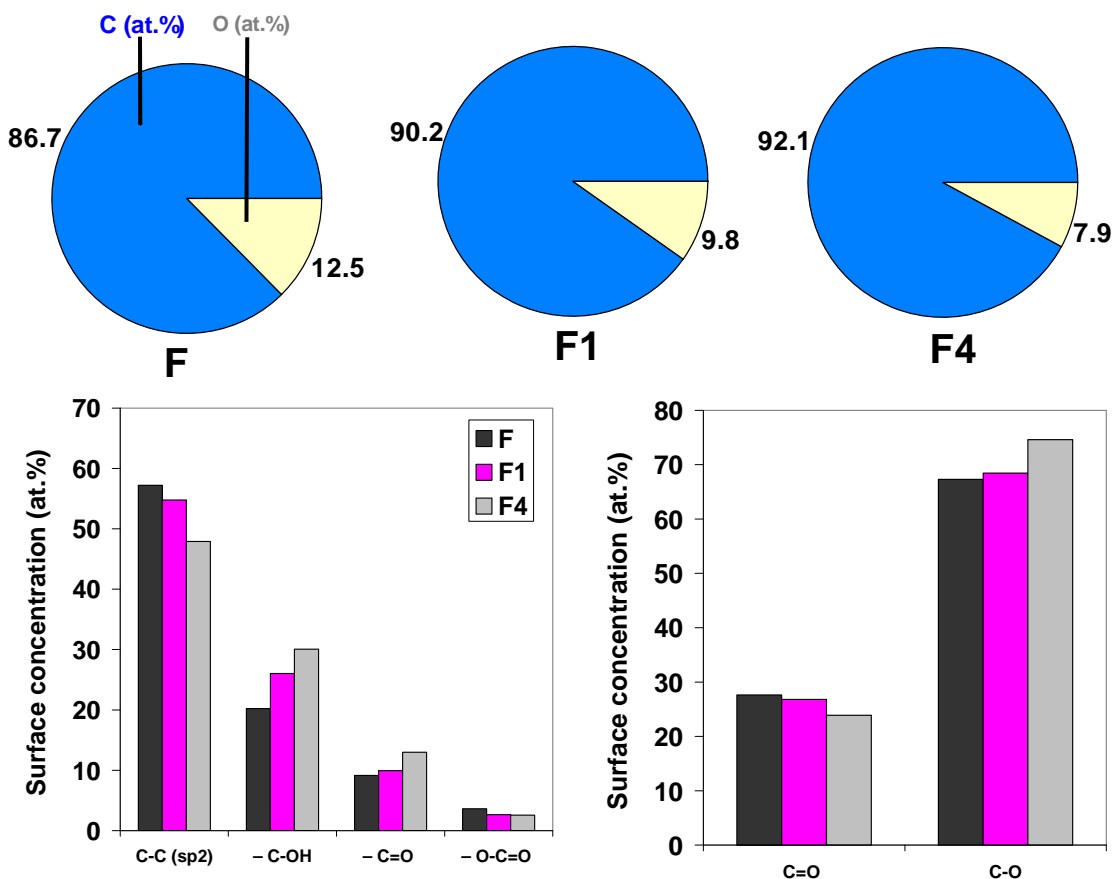 C (at.%) O (at.%)
86.7
12.5
F
90.2
9.8
F1
92.1
7.9
F4
Surface concentration (at.%)
70
60
50
40
30
20
10
0
F
F1
F4
C-C (sp2) – C-OH – C=O – O-C=O
Surface concentration (at.%)
80
70
60
50
40
30
20
10
0
C=O C-O